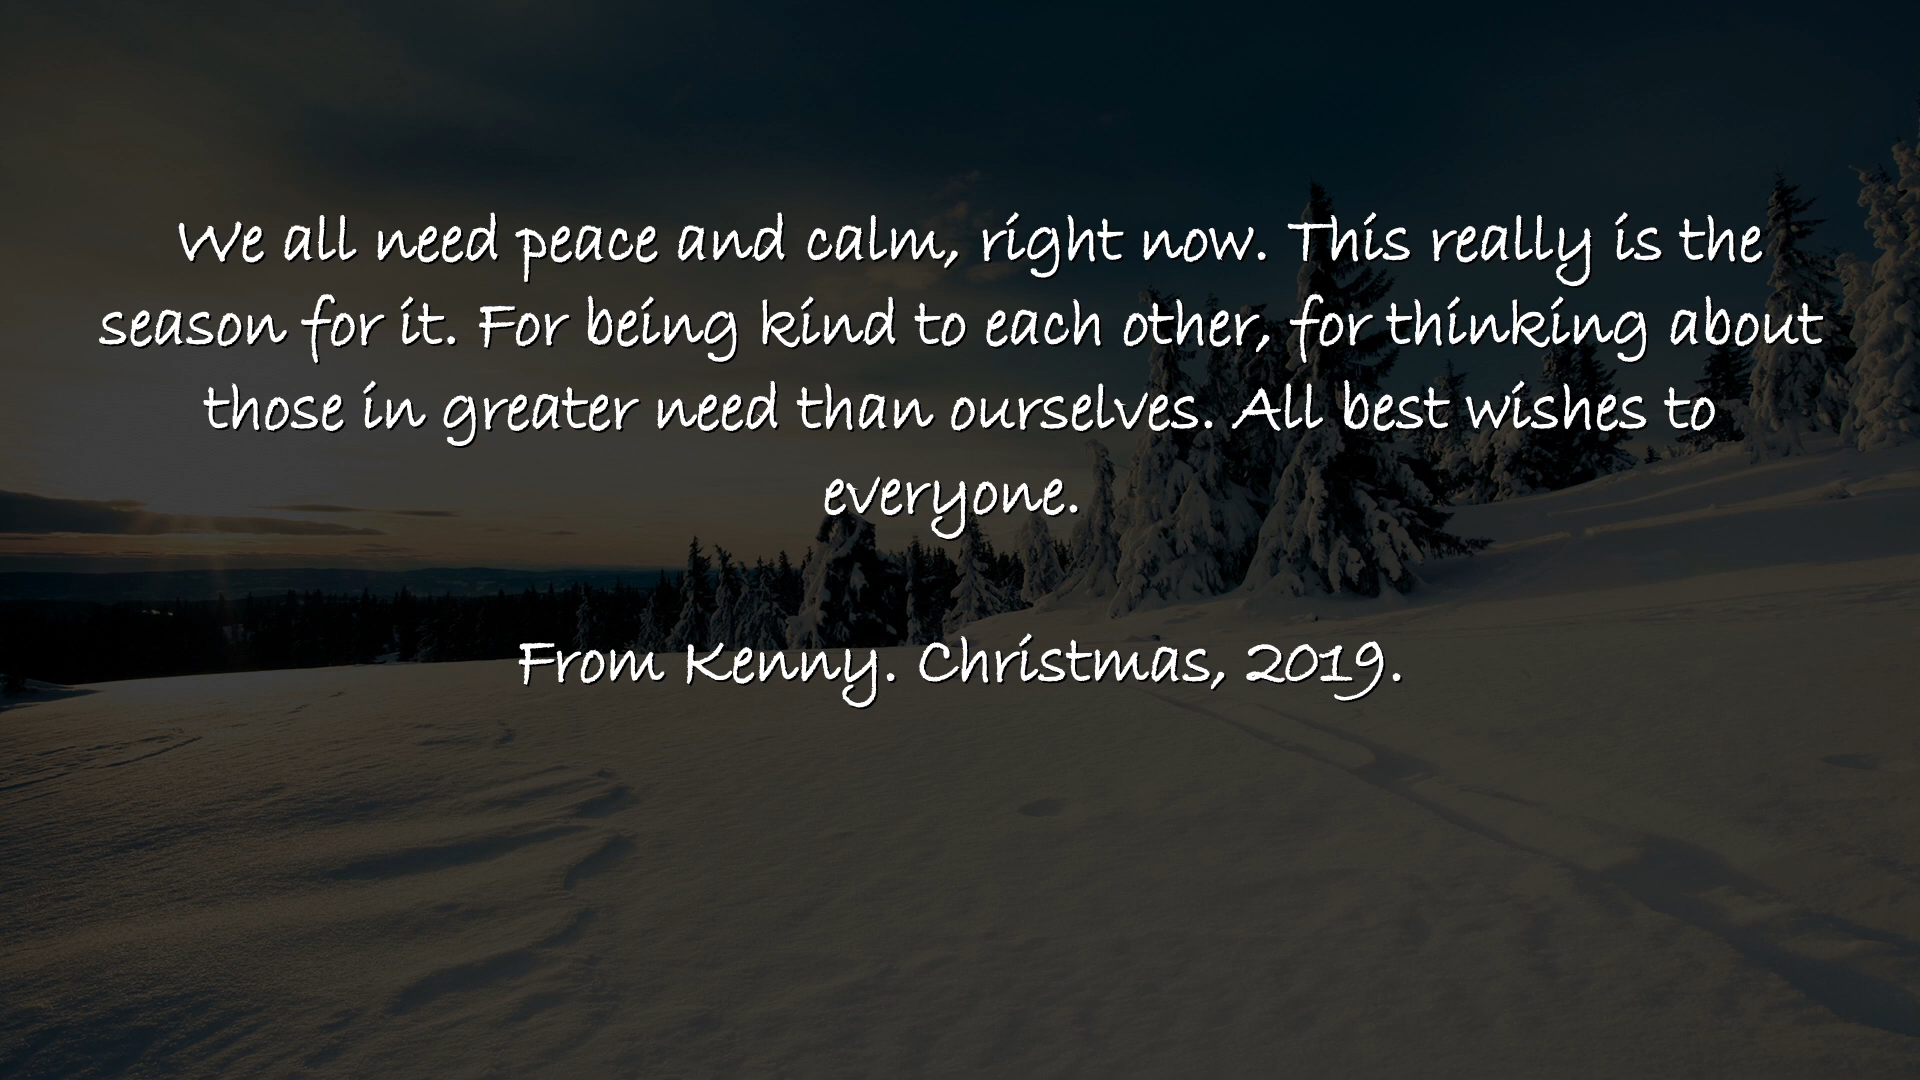 We all need peace and calm, right now. This really is the
season for it. For being kind to each other, for thinking about
those in greater need than ourselves. All best wishes to
everyone.
From Kenny. Christmas, 2019.